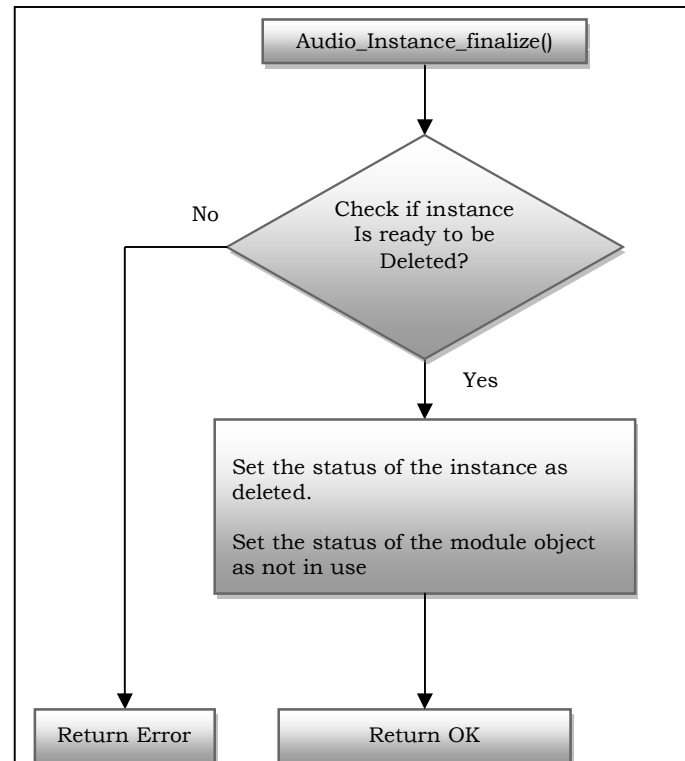 Audio_Instance_finalize()
Check if instance
Is ready to be
Deleted?
No
Yes
Set the status of the instance as
deleted.
Set the status of the module object
as not in use
Return Error
Return OK